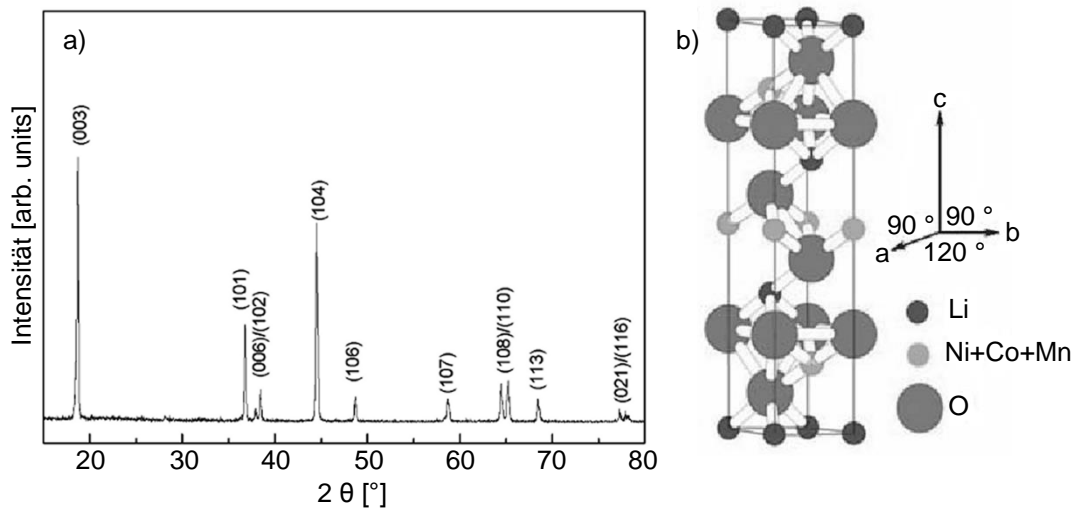 a)
Intensität [arb. units]
(003)
(101)
(006)/(102)
(104)
(106)
(107)
(108)/(110)
(113)
(021)/(116)
20 30 40 50 60 70 80
2 θ [°]
b)
c
90 ° 90 °
a 120 ° b
Li
Ni+Co+Mn
O